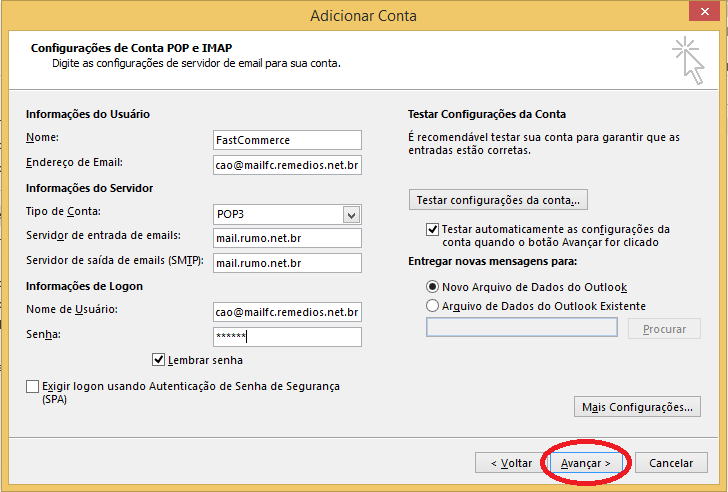 Adicionar Conta
Configurações de Conta POP e IMAP
Digite as configurações de servidor de email para sua conta.
Informações do Usuário
Nome:
FastCommerce
Endereço de Email:
cao@mailfc.remedios.net.br
Informações do Servidor
Tipo de Conta:
POP3
Servidor de entrada de emails:
mail.rumo.net.br
Servidor de saída de emails (SMTP):
mail.rumo.net.br
Informações de Logon
Nome de Usuário:
cao@mailfc.remedios.net.br
Senha:
******
Lembrar senha
Exigir logon usando Autenticação de Senha de Segurança
(SPA)
Testar Configurações da Conta
É recomendável testar sua conta para garantir que as
entradas estão corretas.
Testar configurações da conta...
Testar automaticamente as configurações da
conta quando o botão Avançar for clicado
Entregar novas mensagens para:
Novo Arquivo de Dados do Outlook
Arquivo de Dados do Outlook Existente
Procurar
Mais Configurações...
< Voltar
Avançar >
Cancelar